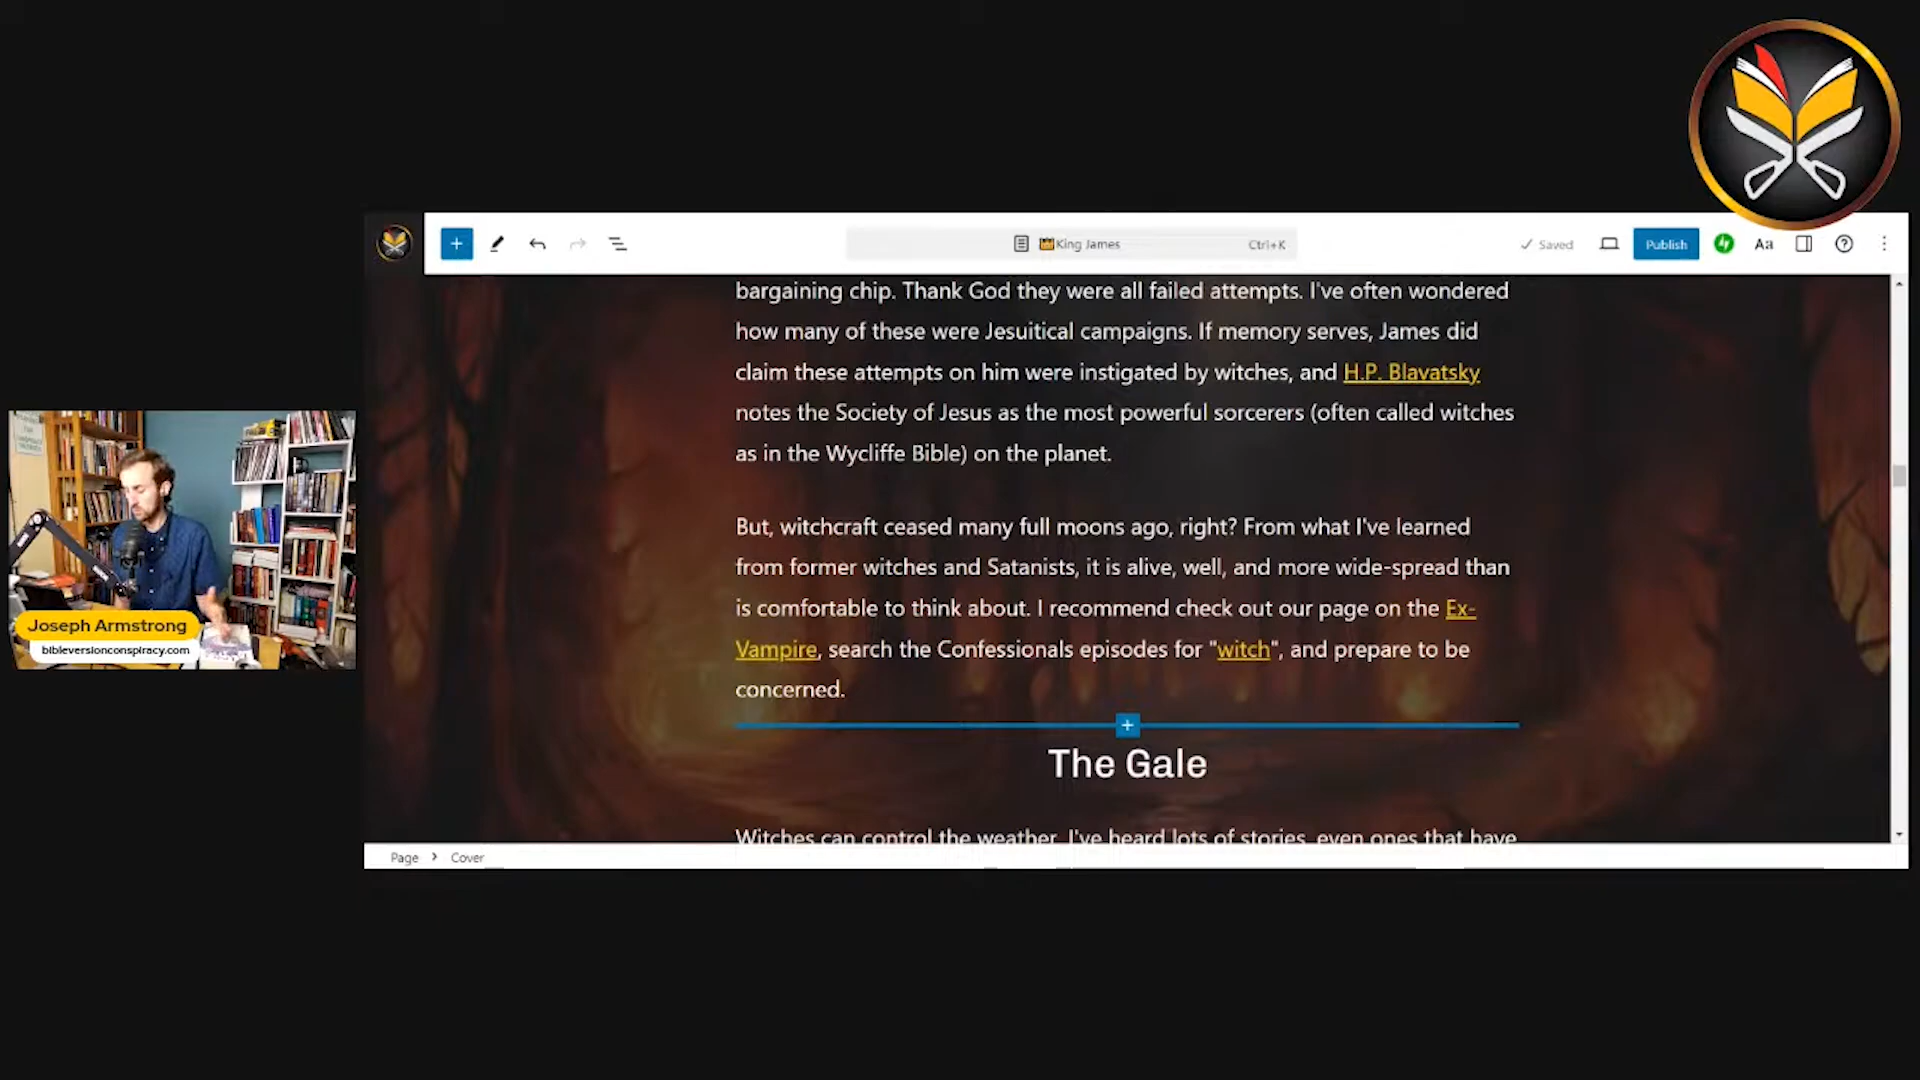 King James
Ctrl+K
Saved
Publish
Aa
bargaining chip. Thank God they were all failed attempts. I've often wondered
how many of these were Jesuitical campaigns. If memory serves, James did
claim these attempts on him were instigated by witches, and H.P. Blavatsky
notes the Society of Jesus as the most powerful sorcerers (often called witches
as in the Wycliffe Bible) on the planet.
But, witchcraft ceased many full moons ago, right? From what I've learned
from former witches and Satanists, it is alive, well, and more wide-spread than
is comfortable to think about. I recommend check out our page on the Ex-
Vampire, search the Confessionals episodes for "witch", and prepare to be
concerned.
The Gale
Witches can control the weather. I've heard lots of stories, even ones that have
Page > Cover
Joseph Armstrong
bibleversionconspiracy.com